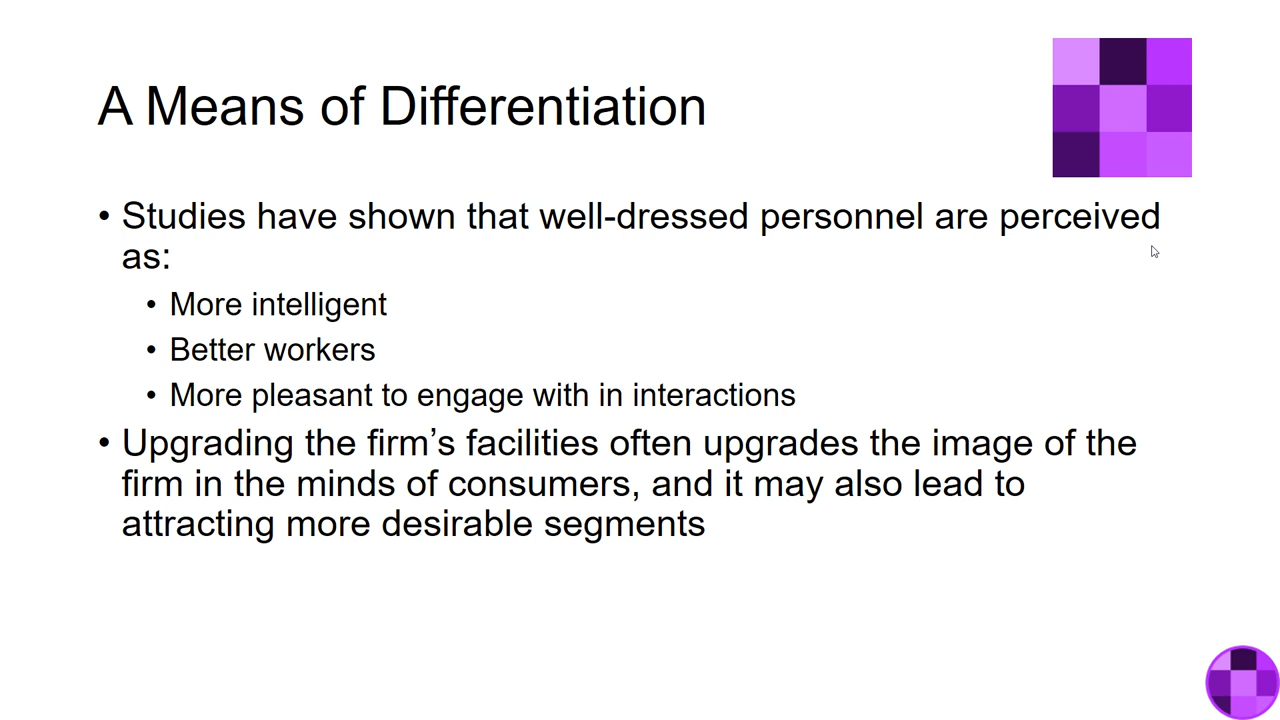 A Means of Differentiation
• Studies have shown that well-dressed personnel are perceived
as:
• More intelligent
• Better workers
• More pleasant to engage with in interactions
• Upgrading the firm’s facilities often upgrades the image of the
firm in the minds of consumers, and it may also lead to
attracting more desirable segments